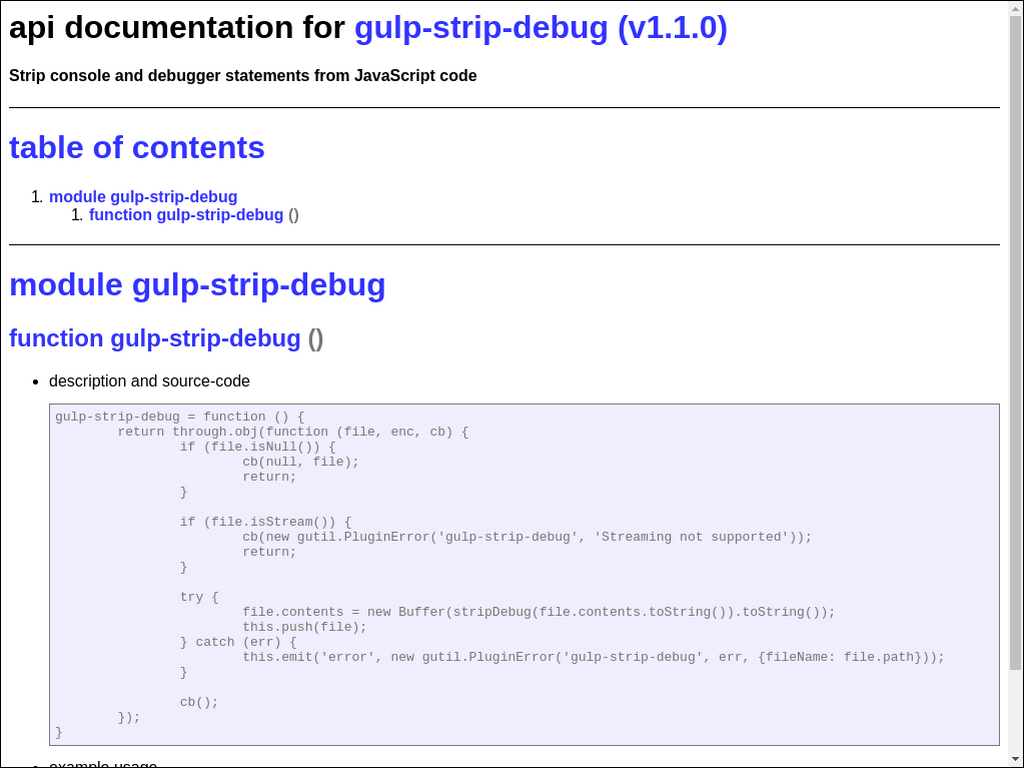 api documentation for gulp-strip-debug (v1.1.0)
Strip console and debugger statements from JavaScript code
table of contents
1. module gulp-strip-debug
1. function gulp-strip-debug ()
module gulp-strip-debug
function gulp-strip-debug ()
• description and source-code
gulp-strip-debug = function () {
return through.obj(function (file, enc, cb) {
if (file.isNull()) {
cb(null, file);
return;
}
if (file.isStream()) {
cb(new gutil.PluginError('gulp-strip-debug', 'Streaming not supported'));
return;
}
try {
file.contents = new Buffer(stripDebug(file.contents.toString()).toString());
this.push(file);
} catch (err) {
this.emit('error', new gutil.PluginError('gulp-strip-debug', err, {fileName: file.path}));
}
cb();
});
}
• example usage